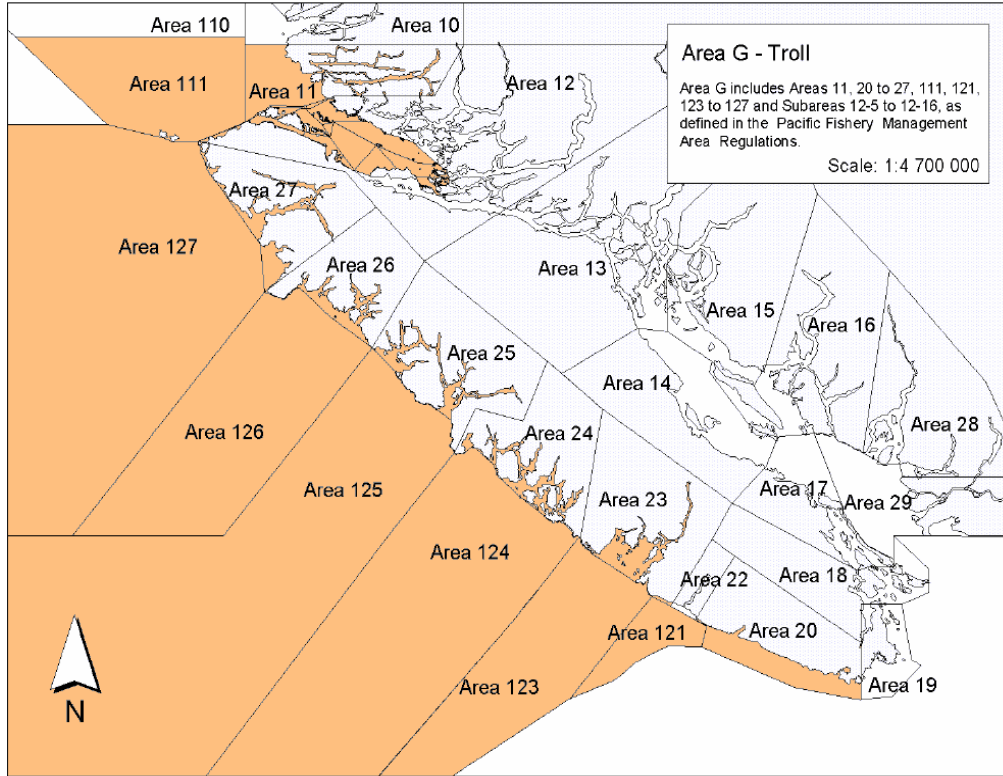 Area 110
Area 10
Area G - Troll
Area G includes Areas 11, 20 to 27, 111, 121,
123 to 127 and Subareas 12-5 to 12-16, as
defined in the Pacific Fishery Management
Area Regulations.
Scale: 1:4 700 000
Area 111
Area 11
Area 12
Area 27
Area 127
Area 26
Area 13
Area 15
Area 16
Area 25
Area 14
Area 126
Area 24
Area 28
Area 125
Area 23
Area 17
Area 29
Area 124
Area 22
Area 18
Area 121
Area 20
Area 123
Area 19
N